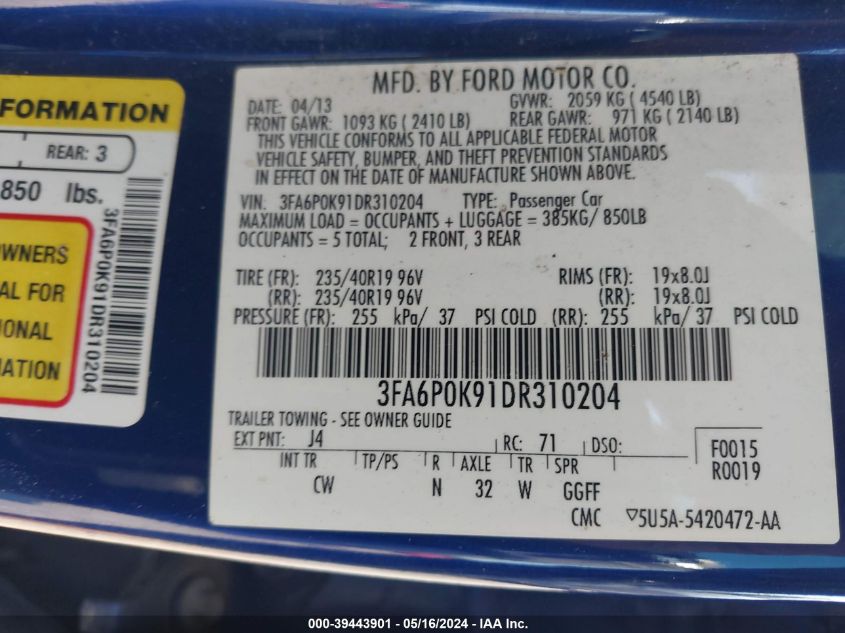 FORMATION
REAR: 3
850 lbs.
OWNERS
AL FOR
IONAL
MATION
3FA6P0K91DR310204
MFD. BY FORD MOTOR CO.
DATE: 04/13 GVWR: 2059 KG ( 4540 LB)
FRONT GAWR: 1093 KG ( 2410 LB) REAR GAWR: 971 KG ( 2140 LB)
THIS VEHICLE CONFORMS TO ALL APPLICABLE FEDERAL MOTOR
VEHICLE SAFETY, BUMPER, AND THEFT PREVENTION STANDARDS
IN EFFECT ON THE DATE OF MANUFACTURE SHOWN ABOVE.
VIN: 3FA6P0K91DR310204 TYPE: Passenger Car
MAXIMUM LOAD = OCCUPANTS + LUGGAGE = 385KG/ 850LB
OCCUPANTS = 5 TOTAL; 2 FRONT, 3 REAR
TIRE (FR): 235/40R19 96V RIMS (FR): 19x8.0J
(RR): 235/40R19 96V (RR): 19x8.0J
PRESSURE (FR): 255 kPa/ 37 PSI COLD (RR): 255 kPa/ 37 PSI COLD
3FA6P0K91DR310204
TRAILER TOWING - SEE OWNER GUIDE
EXT PNT: J4 RC: 71 DSO: F0015
INT TR TP/PS R AXLE TR SPR R0019
CW N 32 W GGFF
CMC ▽5U5A-5420472-AA
000-39443901 - 05/16/2024 - IAA Inc.